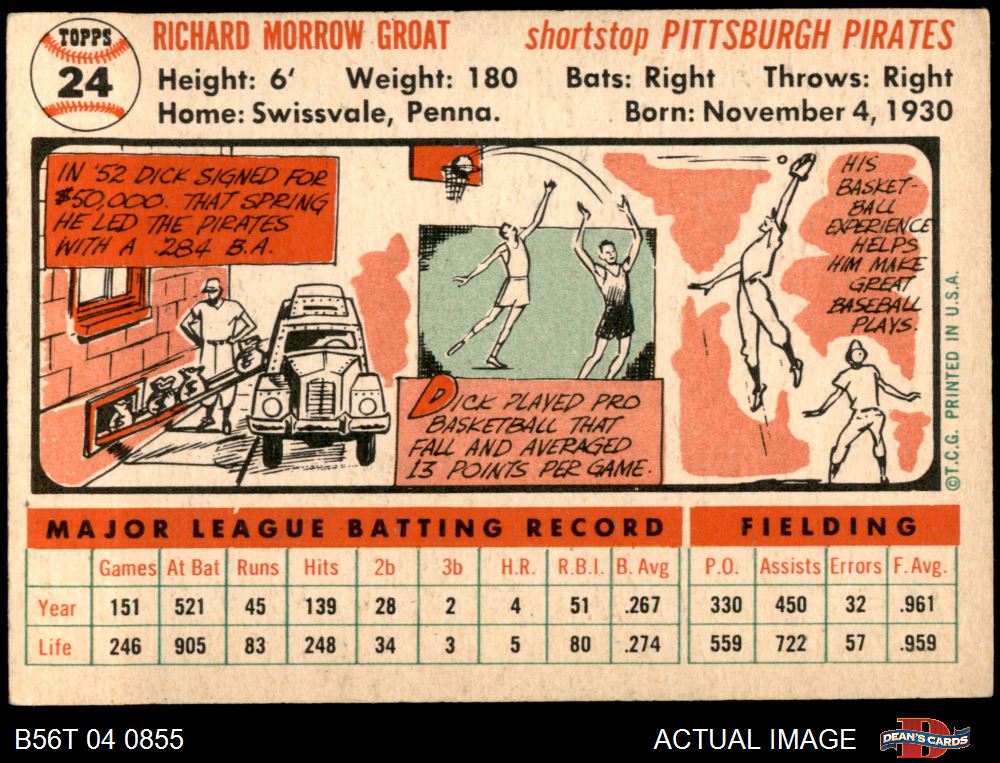 TOPPS
24
RICHARD MORROW GROAT shortstop PITTSBURGH PIRATES
Height: 6' Weight: 180 Bats: Right Throws: Right
Home: Swissvale, Penna. Born: November 4, 1930
IN '52 DICK SIGNED FOR
$50,000. THAT SPRING
HE LED THE PIRATES
WITH A .284 B.A.
DICK PLAYED PRO
BASKETBALL THAT
FALL AND AVERAGED
13 POINTS PER GAME.
HIS
BASKET-
BALL
EXPERIENCE
HELPS
HIM MAKE
GREAT
BASEBALL
PLAYS.
©T.C.G. PRINTED IN U.S.A.
MAJOR LEAGUE BATTING RECORD FIELDING
Games At Bat Runs Hits 2b 3b H.R. R.B.I. B. Avg P.O. Assists Errors F. Avg.
Year 151 521 45 139 28 2 4 51 .267 330 450 32 .961
Life 246 905 83 248 34 3 5 80 .274 559 722 57 .959
B56T 04 0855 ACTUAL IMAGE DEAN'S CARDS